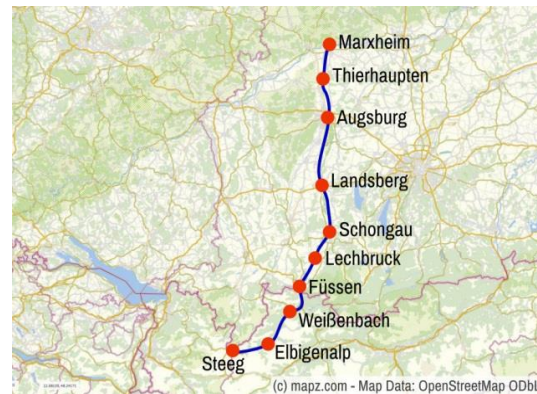 Marxheim
Thierhaupten
Augsburg
Landsberg
Schongau
Lechbruck
Füssen
Weißenbach
Elbigenalp
Steeg
(c) mapz.com - Map Data: OpenStreetMap ODbL